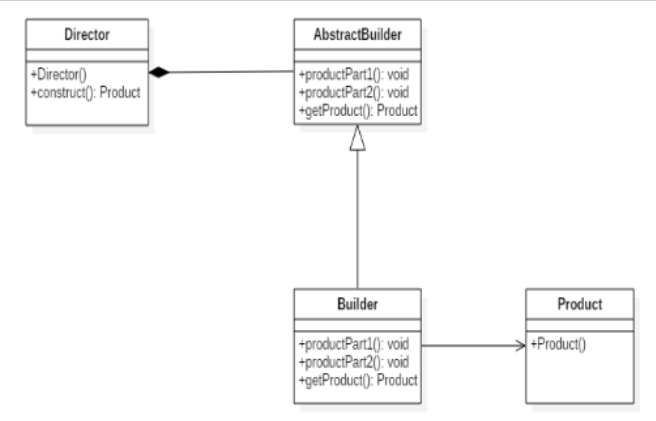 Director
+Director()
+construct(): Product
AbstractBuilder
+productPart1(): void
+productPart2(): void
+getProduct(): Product
Builder
+productPart1(): void
+productPart2(): void
+getProduct(): Product
Product
+Product()